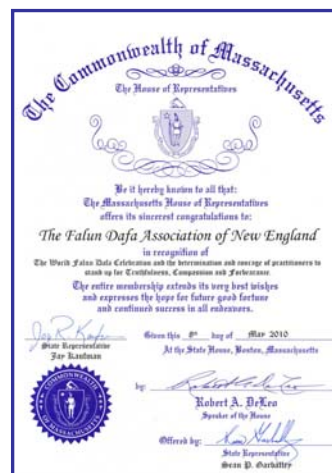 The Commonwealth of Massachusetts
The House of Representatives
Be it hereby known to all that:
The Massachusetts House of Representatives
offers its sincerest congratulations to:
The Falun Dafa Association of New England
in recognition of
The World Falun Dafa Celebration and the determination and courage of practitioners to
stand up for Truthfulness, Compassion and Forbearance
The entire membership extends its very best wishes
and expresses the hope for future good fortune
and continued success in all endeavors.
Given this 8th day of May 2010
At the State House, Boston, Massachusetts
State Representative
Jay Kaufman
by:
Robert A. DeLeo
Speaker of the House
Offered by:
State Representative
Sean P. Garballey
COMMONWEALTH
OF MASSACHUSETTS